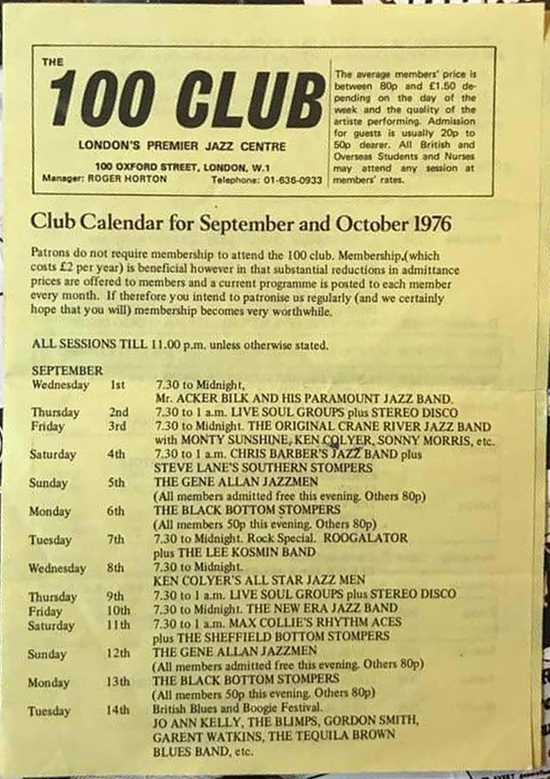 THE
100 CLUB
LONDON'S PREMIER JAZZ CENTRE
100 OXFORD STREET, LONDON, W.1
Manager: ROGER HORTON Telephone: 01-636-0933
The average members' price is
between 80p and £1.50 de-
pending on the day of the
week and the quality of the
artiste performing. Admission
for guests is usually 20p to
50p dearer. All British and
Overseas Students and Nurses
may attend any session at
members' rates.
Club Calendar for September and October 1976
Patrons do not require membership to attend the 100 club. Membership,(which
costs £2 per year) is beneficial however in that substantial reductions in admittance
prices are offered to members and a current programme is posted to each member
every month. If therefore you intend to patronise us regularly (and we certainly
hope that you will) membership becomes very worthwhile.
ALL SESSIONS TILL 11.00 p.m. unless otherwise stated.
SEPTEMBER
Wednesday 1st 7.30 to Midnight,
Mr. ACKER BILK AND HIS PARAMOUNT JAZZ BAND.
Thursday 2nd 7.30 to 1 a.m. LIVE SOUL GROUPS plus STEREO DISCO
Friday 3rd 7.30 to Midnight. THE ORIGINAL CRANE RIVER JAZZ BAND
with MONTY SUNSHINE, KEN COLYER, SONNY MORRIS, etc.
Saturday 4th 7.30 to 1 a.m. CHRIS BARBER'S JAZZ BAND plus
STEVE LANE'S SOUTHERN STOMPERS
Sunday 5th THE GENE ALLAN JAZZMEN
(All members admitted free this evening. Others 80p)
Monday 6th THE BLACK BOTTOM STOMPERS
(All members 50p this evening. Others 80p)
Tuesday 7th 7.30 to Midnight. Rock Special. ROOGALATOR
plus THE LEE KOSMIN BAND
Wednesday 8th 7.30 to Midnight.
KEN COLYER'S ALL STAR JAZZ MEN
Thursday 9th 7.30 to 1 a.m. LIVE SOUL GROUPS plus STEREO DISCO
Friday 10th 7.30 to Midnight. THE NEW ERA JAZZ BAND
Saturday 11th 7.30 to 1 a.m. MAX COLLIE'S RHYTHM ACES
plus THE SHEFFIELD BOTTOM STOMPERS
Sunday 12th THE GENE ALLAN JAZZMEN
(All members admitted free this evening. Others 80p)
Monday 13th THE BLACK BOTTOM STOMPERS
(All members 50p this evening. Others 80p)
Tuesday 14th British Blues and Boogie Festival.
JO ANN KELLY, THE BLIMPS, GORDON SMITH,
GARENT WATKINS, THE TEQUILA BROWN
BLUES BAND, etc.